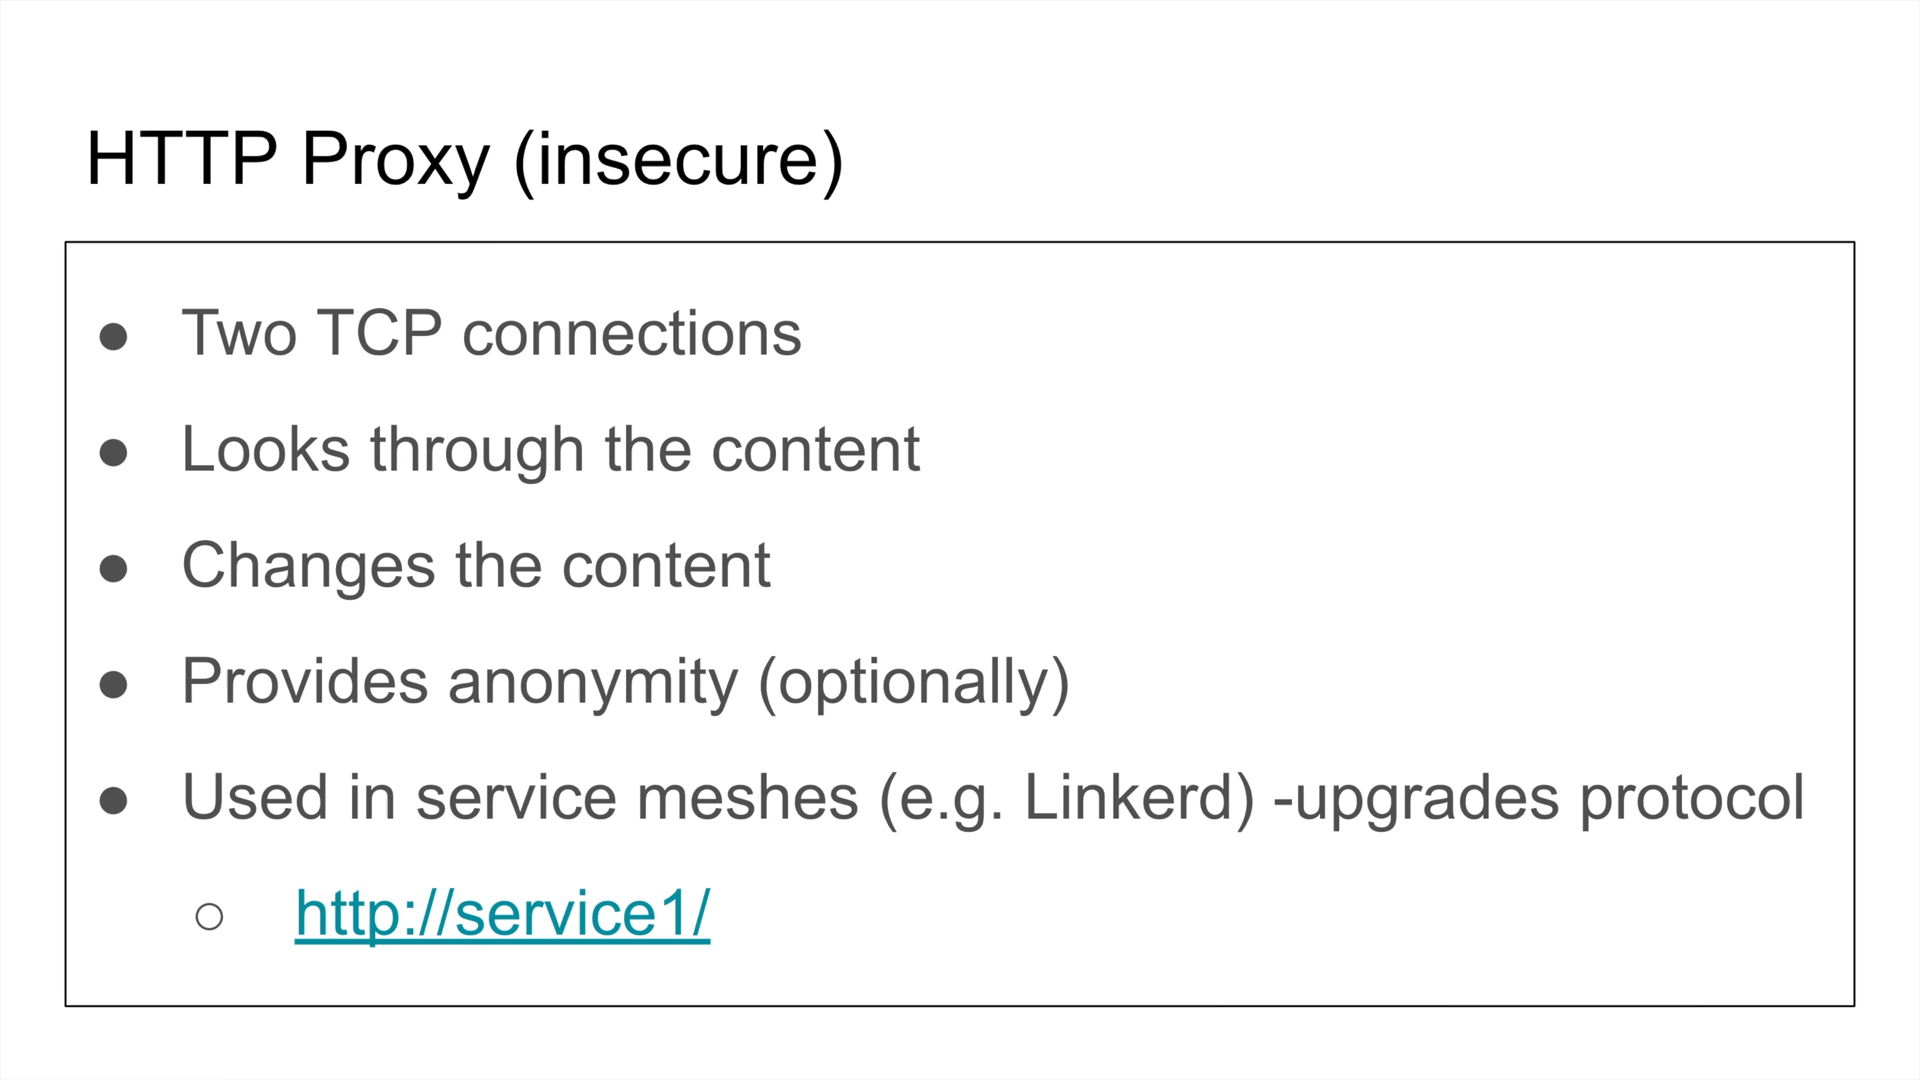 HTTP Proxy (insecure)
● Two TCP connections
● Looks through the content
● Changes the content
● Provides anonymity (optionally)
● Used in service meshes (e.g. Linkerd) -upgrades protocol
○ http://service1/